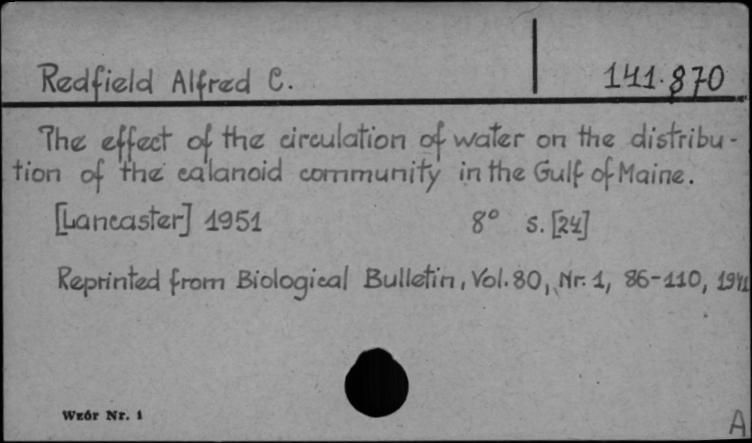 Redfield Alfred C.
141.870
The effect of the circulation of water on the distribu-
tion of the calanoid community in the Gulf of Maine.
[Lancaster] 1951 8° s. [24]
Reprinted from Biological Bulletin, Vol. 80, Nr. 1, 86-110, 1941
Wzór Nr. 1
A